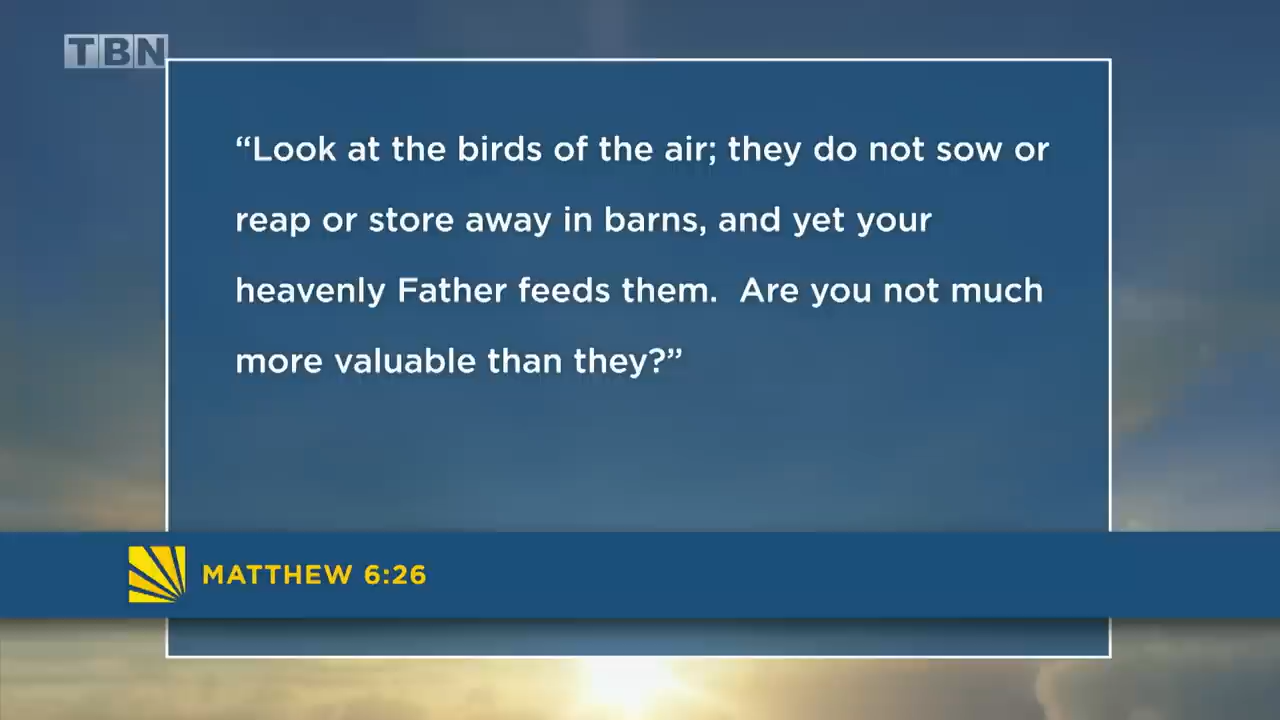 TBN
“Look at the birds of the air; they do not sow or
reap or store away in barns, and yet your
heavenly Father feeds them.  Are you not much
more valuable than they?”
MATTHEW 6:26